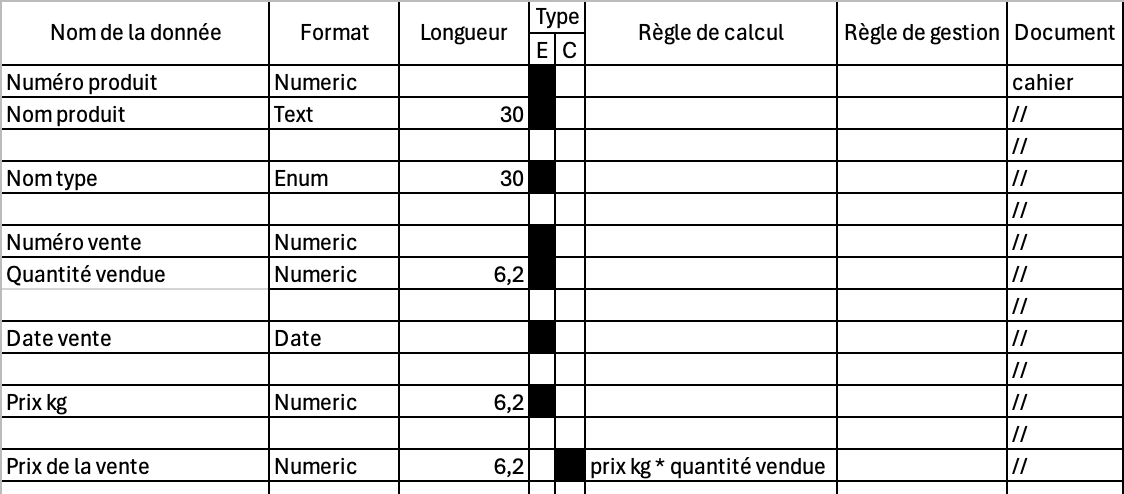 Nom de la donnée Format Longueur Type Règle de calcul Règle de gestion Document
E C
Numéro produit Numeric cahier
Nom produit Text 30 //
//
Nom type Enum 30 //
//
Numéro vente Numeric //
Quantité vendue Numeric 6,2 //
//
Date vente Date //
//
Prix kg Numeric 6,2 //
//
Prix de la vente Numeric 6,2 prix kg * quantité vendue //